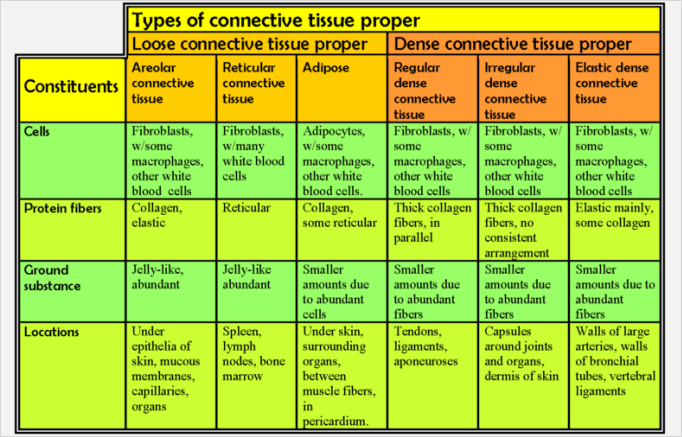 Types of connective tissue proper
Loose connective tissue proper
Dense connective tissue proper
Constituents
Areolar
connective
tissue
Reticular
connective
tissue
Adipose
Regular
dense
connective
tissue
Irregular
dense
connective
tissue
Elastic dense
connective
tissue
Cells
Fibroblasts,
w/some
macrophages,
other white
blood cells
Fibroblasts,
w/many
white blood
cells
Adipocytes,
w/some
macrophages,
other white
blood cells.
Fibroblasts, w/
some
macrophages,
other white
blood cells
Fibroblasts, w/
some
macrophages,
other white
blood cells
Fibroblasts, w/
some
macrophages,
other white
blood cells
Protein fibers
Collagen,
elastic
Reticular
Collagen,
some reticular
Thick collagen
fibers, in
parallel
Thick collagen
fibers, no
consistent
arrangement
Elastic mainly,
some collagen
Ground
substance
Jelly-like,
abundant
Jelly-like
abundant
Smaller
amounts due
to abundant
cells
Smaller
amounts due
to abundant
fibers
Smaller
amounts due to
abundant
fibers
Smaller
amounts due to
abundant
fibers
Locations
Under
epithelia of
skin, mucous
membranes,
capillaries,
organs
Spleen,
lymph
nodes, bone
marrow
Under skin,
surrounding
organs,
between
muscle fibers,
in
pericardium.
Tendons,
ligaments,
aponeuroses
Capsules
around joints
and organs,
dermis of skin
Walls of large
arteries, walls
of bronchial
tubes, vertebral
ligaments